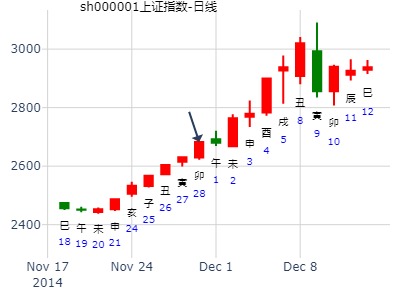 sh000001上证指数-日线
3000
2800
2600
2400
巳 午 未 申 亥 子 丑 寅 卯 午 未 申 酉 戌 丑 寅 卯 辰 巳
18 19 20 21 24 25 26 27 28 1 2 3 4 5 8 9 10 11 12
Nov 17 Nov 24 Dec 1 Dec 8
2014